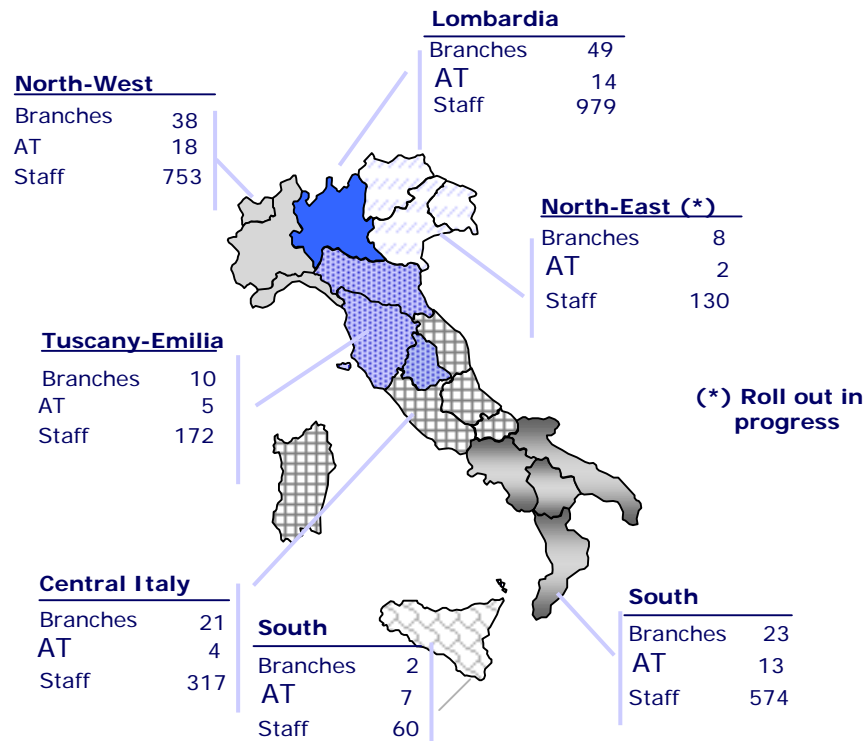 Lombardia
Branches 49
AT 14
Staff 979
North-West
Branches 38
AT 18
Staff 753
North-East (*)
Branches 8
AT 2
Staff 130
Tuscany-Emilia
Branches 10
AT 5
Staff 172
(*) Roll out in
progress
Central Italy
Branches 21
AT 4
Staff 317
South
Branches 2
AT 7
Staff 60
South
Branches 23
AT 13
Staff 574